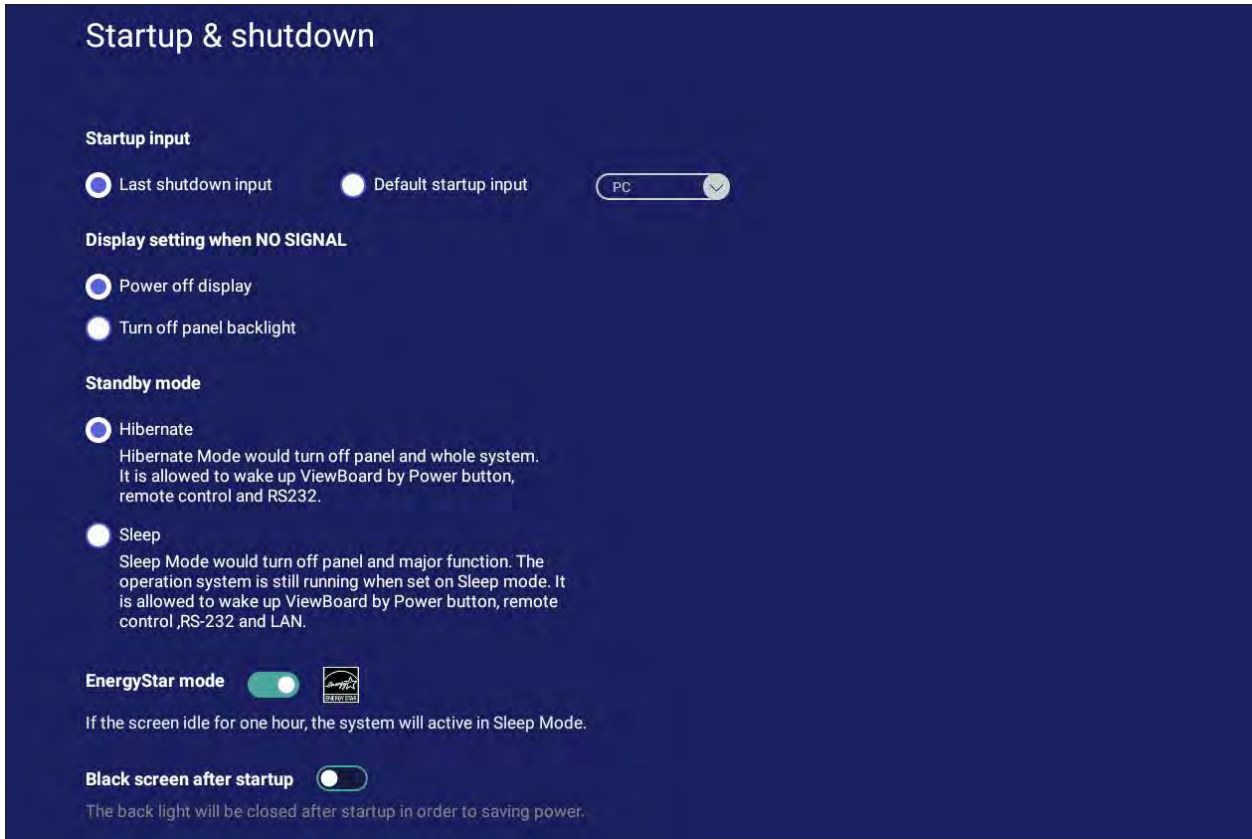 Startup & shutdown
Startup input
Last shutdown input Default startup input PC
Display setting when NO SIGNAL
Power off display
Turn off panel backlight
Standby mode
Hibernate
Hibernate Mode would turn off panel and whole system.
It is allowed to wake up ViewBoard by Power button,
remote control and RS232.
Sleep
Sleep Mode would turn off panel and major function. The
operation system is still running when set on Sleep mode. It
is allowed to wake up ViewBoard by Power button, remote
control ,RS-232 and LAN.
EnergyStar mode energy ENERGY STAR
If the screen idle for one hour, the system will active in Sleep Mode.
Black screen after startup
The back light will be closed after startup in order to saving power.